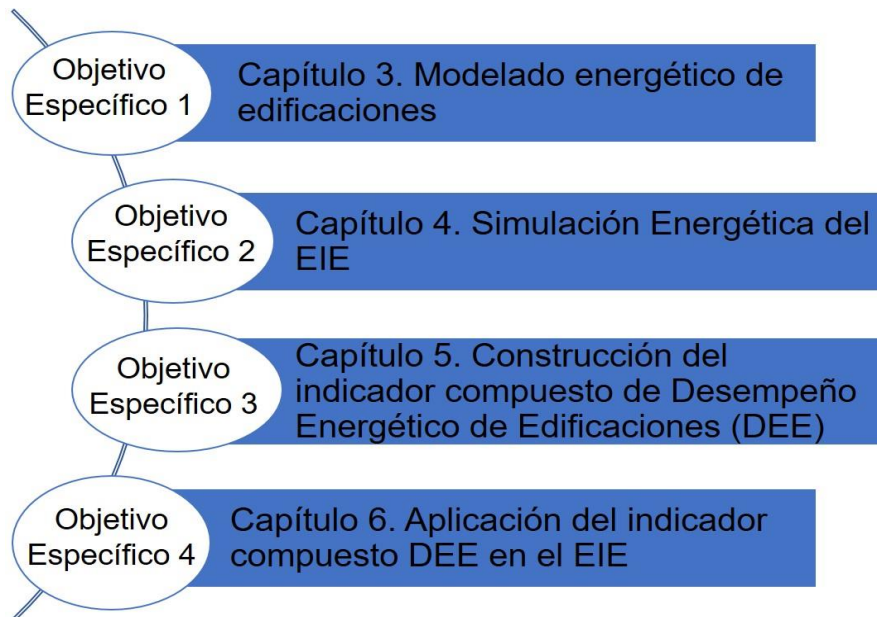 Objetivo
Específico 1
Capítulo 3. Modelado energético de
edificaciones
Objetivo
Específico 2
Capítulo 4. Simulación Energética del
EIE
Objetivo
Específico 3
Capítulo 5. Construcción del
indicador compuesto de Desempeño
Energético de Edificaciones (DEE)
Objetivo
Específico 4
Capítulo 6. Aplicación del indicador
compuesto DEE en el EIE